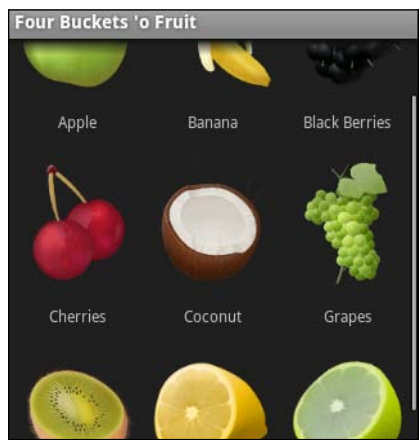 Four Buckets 'o Fruit
Apple Banana Black Berries
Cherries Coconut Grapes